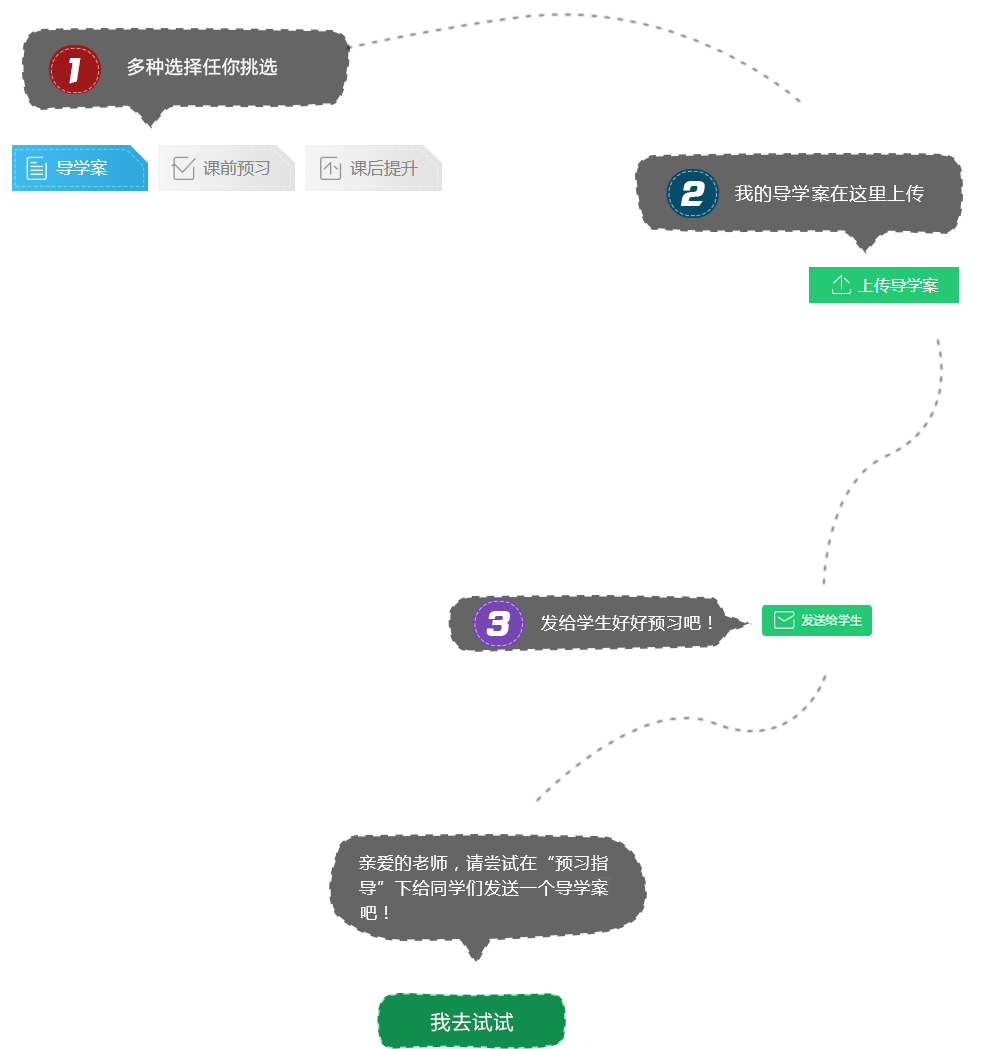 1
多种选择任你挑选
导学案
课前预习
课后提升
2
我的导学案在这里上传
上传导学案
3
发给学生好好预习吧！
发送给学生
亲爱的老师，请尝试在“预习指
导”下给同学们发送一个导学案
吧！
我去试试